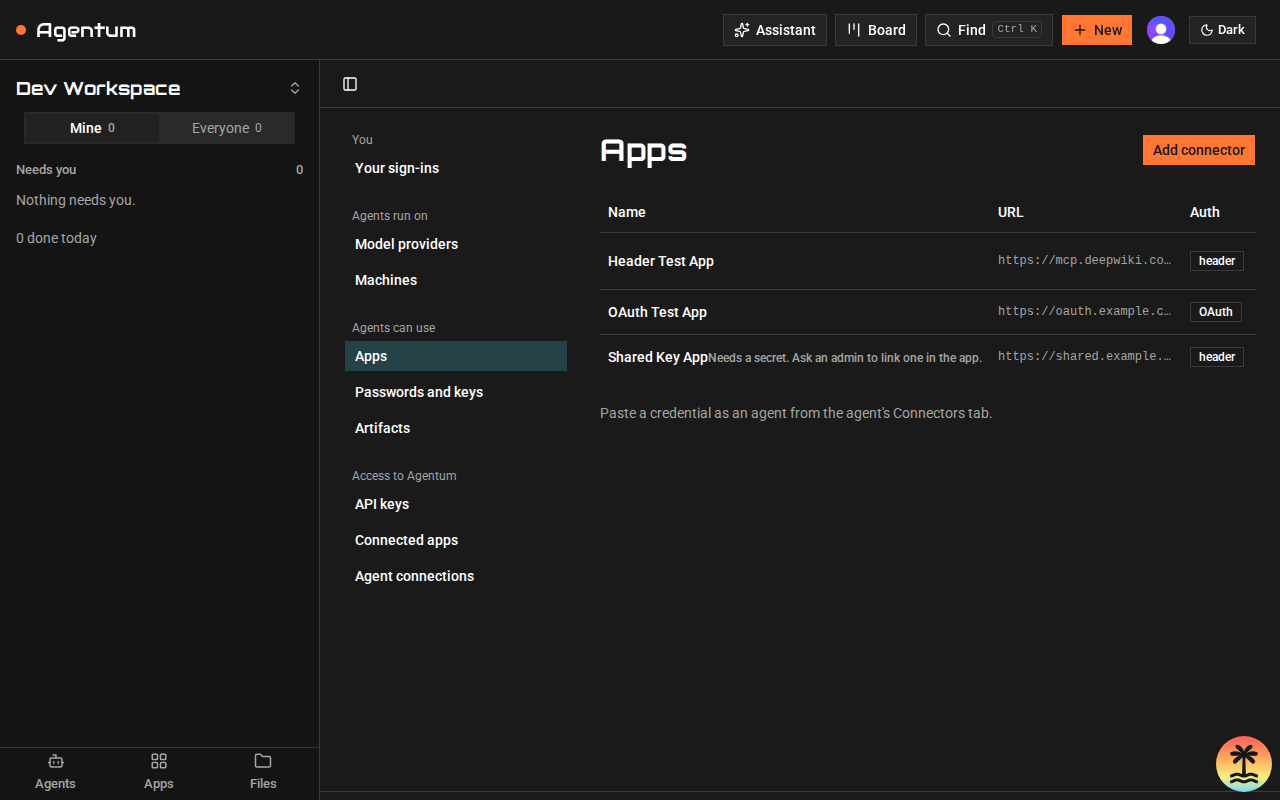 Agentum
Assistant
Board
Find Ctrl K
New
Dark
Dev Workspace
Mine 0
Everyone 0
Needs you 0
Nothing needs you.
0 done today
Agents
Apps
Files
You
Your sign-ins
Agents run on
Model providers
Machines
Agents can use
Apps
Passwords and keys
Artifacts
Access to Agentum
API keys
Connected apps
Agent connections
Apps
Add connector
Name URL Auth
Header Test App https://mcp.deepwiki.co… header
OAuth Test App https://oauth.example.c… OAuth
Shared Key App Needs a secret. Ask an admin to link one in the app. https://shared.example.… header
Paste a credential as an agent from the agent's Connectors tab.